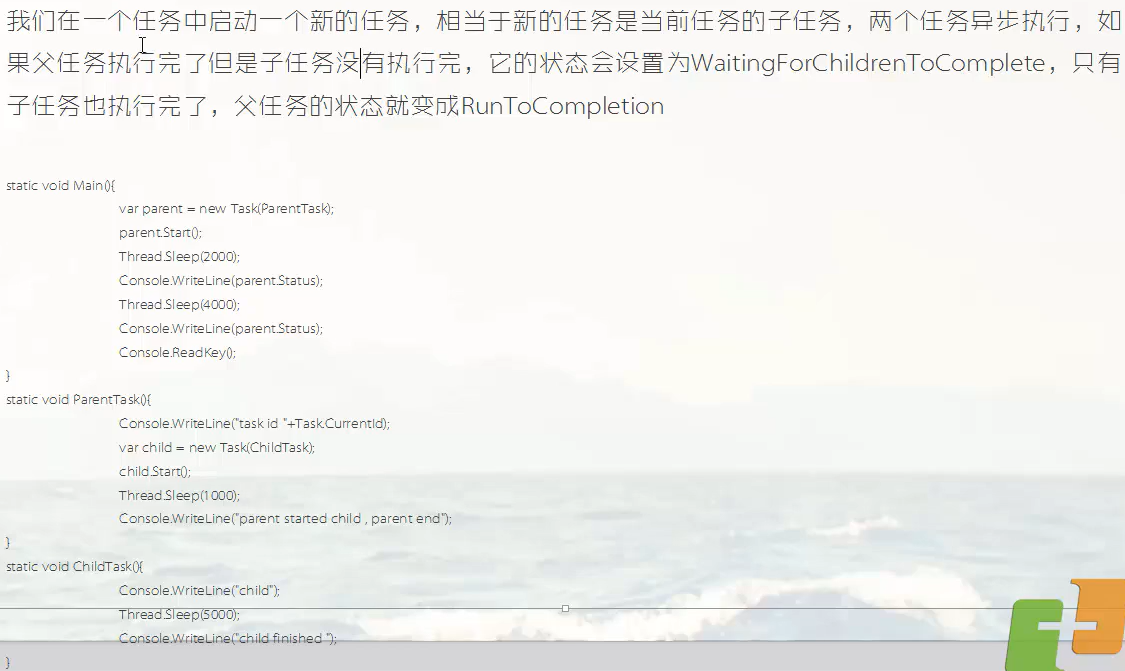 我们在一个任务中启动一个新的任务，相当于新的任务是当前任务的子任务，两个任务异步执行，如
果父任务执行完了但是子任务没有执行完，它的状态会设置为WaitingForChildrenToComplete，只有
子任务也执行完了，父任务的状态就变成RunToCompletion
static void Main(){
var parent = new Task(ParentTask);
parent.Start();
Thread.Sleep(2000);
Console.WriteLine(parent.Status);
Thread.Sleep(4000);
Console.WriteLine(parent.Status);
Console.ReadKey();
}
static void ParentTask(){
Console.WriteLine("task id "+Task.CurrentId);
var child = new Task(ChildTask);
child.Start();
Thread.Sleep(1000);
Console.WriteLine("parent started child , parent end");
}
static void ChildTask(){
Console.WriteLine("child");
Thread.Sleep(5000);
Console.WriteLine("child finished ");
}